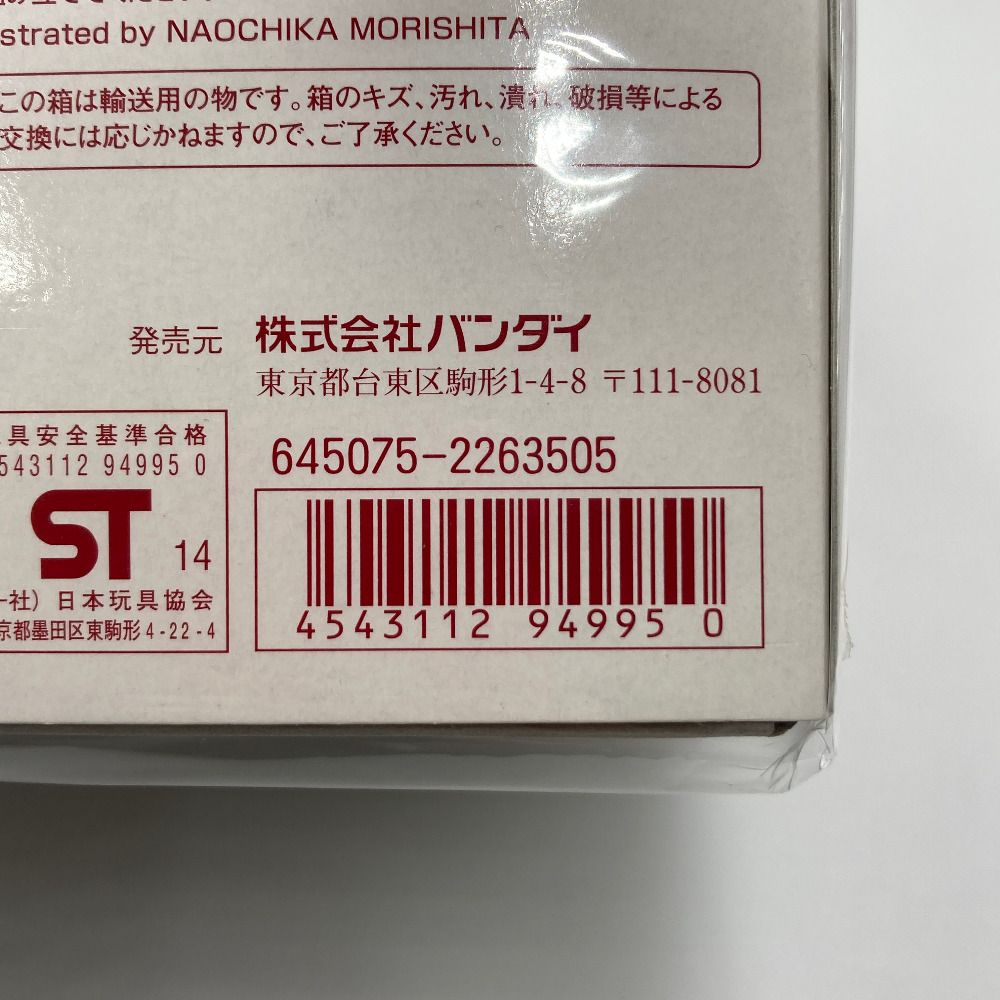 strated by NAOCHIKA MORISHITA
この箱は輸送用の物です。箱のキズ、汚れ、潰れ、破損等による
交換には応じかねますので、ご了承ください。
発売元 株式会社バンダイ
東京都台東区駒形1-4-8 〒111-8081
具安全基準合格
543112 94995 0
ST 14
社) 日本玩具協会
京都墨田区東駒形 4-22-4
645075-2263505
4543112 94995 0